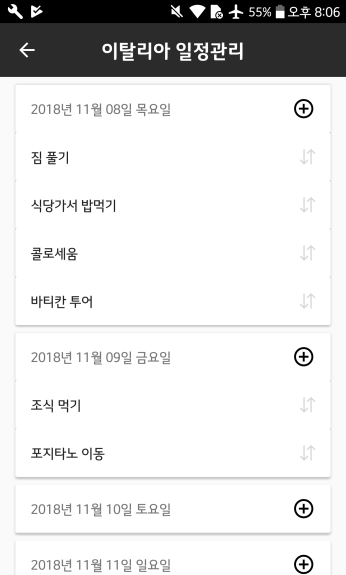 55% 오후 8:06
이탈리아 일정관리
2018년 11월 08일 목요일
짐 풀기
식당가서 밥먹기
콜로세움
바티칸 투어
2018년 11월 09일 금요일
조식 먹기
포지타노 이동
2018년 11월 10일 토요일
2018년 11월 11일 일요일